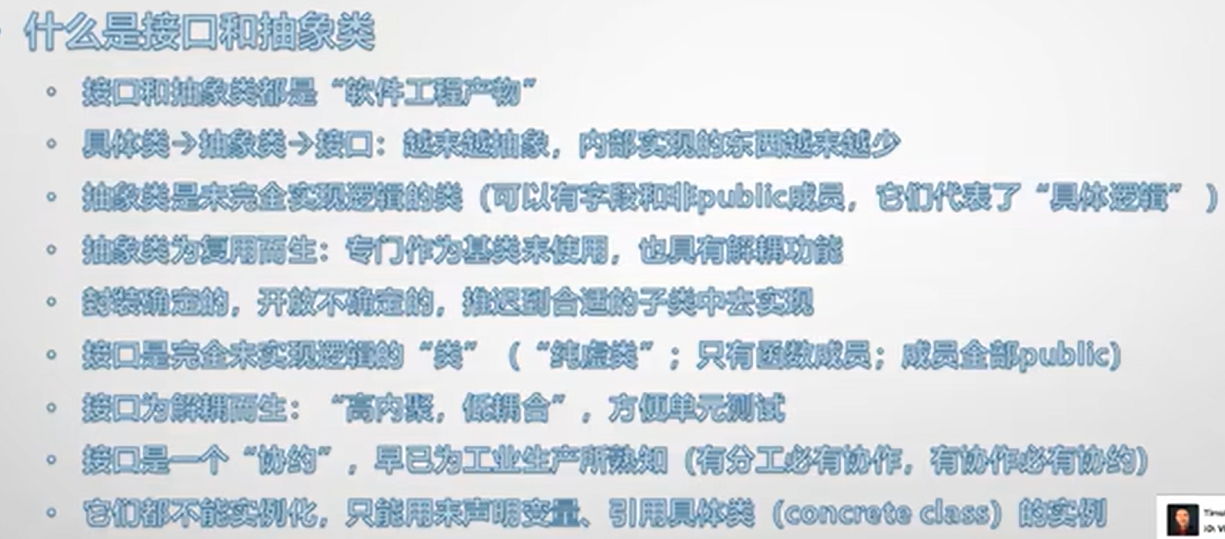 什么是接口和抽象类
接口和抽象类都是“软件工程产物”
具体类→抽象类→接口：越来越抽象，内部实现的东西越来越少
抽象类是未完全实现逻辑的类（可以有字段和非public成员，它们代表了“具体逻辑”）
抽象类为复用而生：专门作为基类来使用，也具有解耦功能
封装确定的，开放不确定的，推迟到合适的子类中去实现
接口是完全未实现逻辑的“类”（“纯虚类”；只有函数成员；成员全部public）
接口为解耦而生：“高内聚，低耦合”，方便单元测试
接口是一个“协约”，早已为工业生产所熟知（有分工必有协作，有协作必有协约）
它们都不能实例化，只能用来声明变量、引用具体类（concrete class）的实例